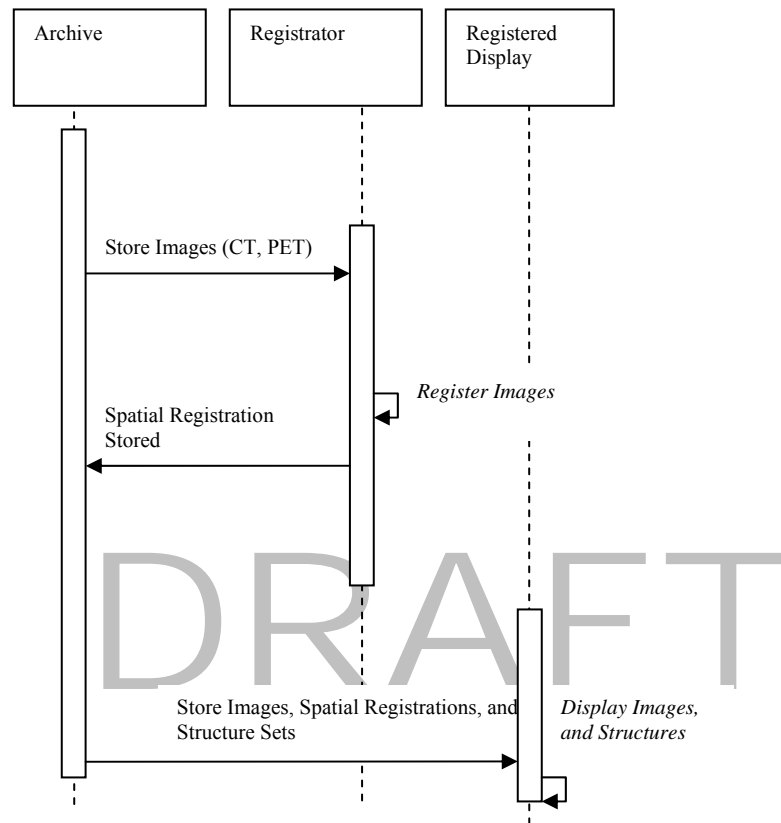 Archive
Registrator
Registered
Display
Store Images (CT, PET)
Register Images
Spatial Registration
Stored
DRAFT
Store Images, Spatial Registrations, and
Structure Sets
Display Images,
and Structures